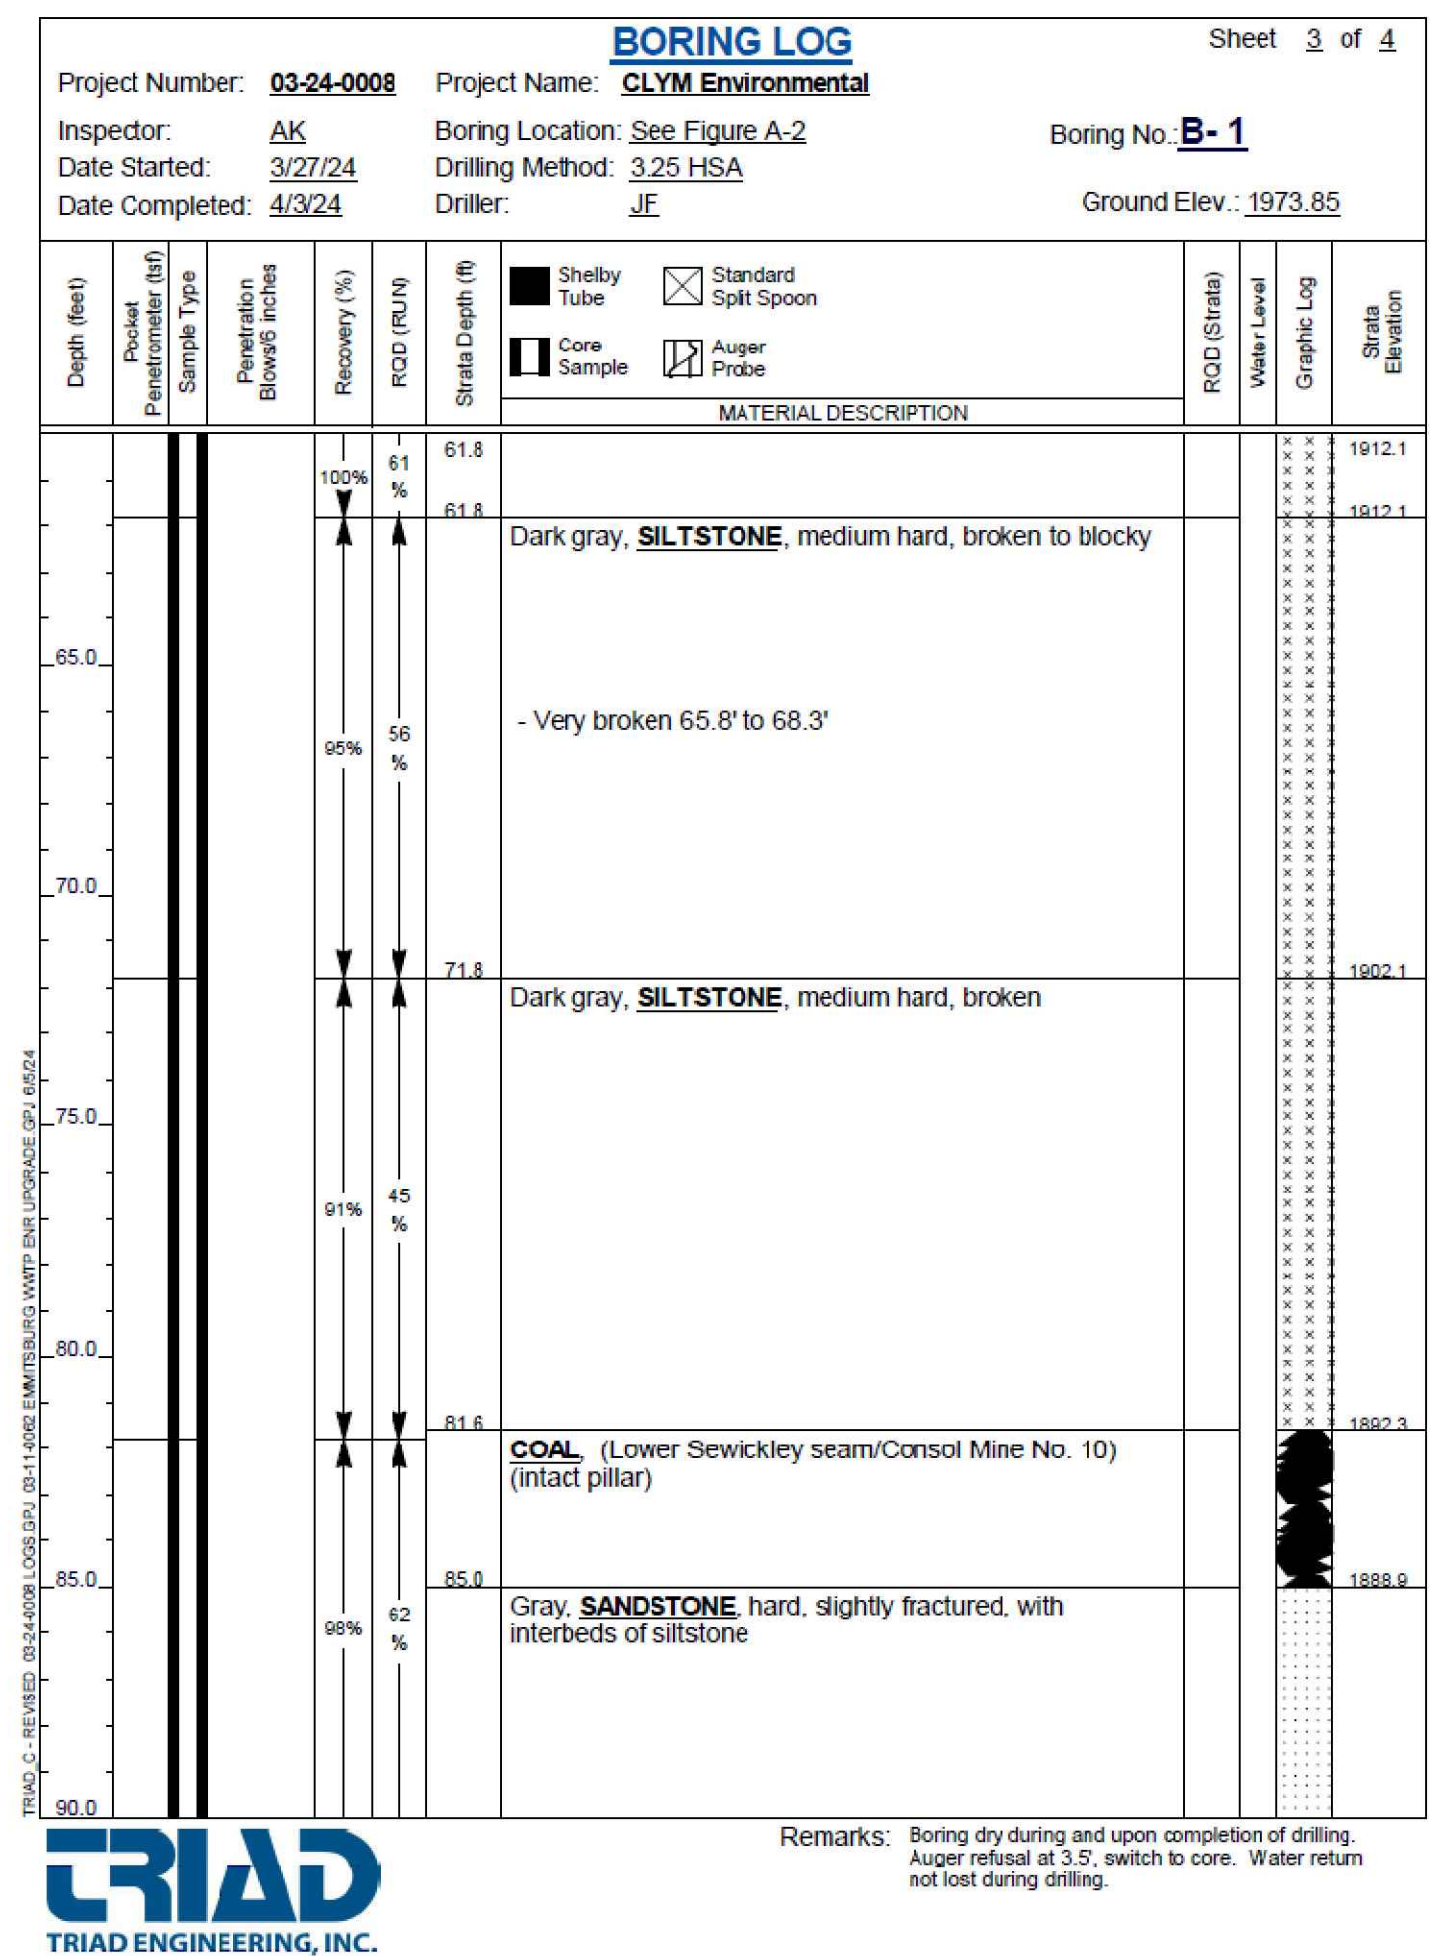 BORING LOG
Sheet 3 of 4
Project Number: 03-24-0008 Project Name: CLYM Environmental
Inspector: AK Boring Location: See Figure A-2
Boring No.: B- 1
Date Started: 3/27/24 Drilling Method: 3.25 HSA
Date Completed: 4/3/24 Driller: JF Ground Elev.: 1973.85
Depth (feet)
Pocket
Penetrometer (tsf)
Sample Type
Penetration
Blows/6 inches
Recovery (%)
RQD (RUN)
Strata Depth (ft)
Shelby
Tube
Standard
Split Spoon
Core
Sample
Auger
Probe
MATERIAL DESCRIPTION
RQD (Strata)
Water Level
Graphic Log
Strata
Elevation
61.8 1912.1
100% 61
%
61.8 1912.1
Dark gray, SILTSTONE, medium hard, broken to blocky
65.0
- Very broken 65.8' to 68.3'
95% 56
%
70.0
71.8 1902.1
Dark gray, SILTSTONE, medium hard, broken
75.0
91% 45
%
80.0
81.6 1892.3
COAL, (Lower Sewickley seam/Consol Mine No. 10)
(intact pillar)
85.0 85.0 1888.9
Gray, SANDSTONE, hard, slightly fractured, with
interbeds of siltstone
98% 62
%
90.0
TRIAD_C - REVISED 03-24-0008 LOGS.GPJ 03-11-0062 EMMITSBURG WWTP ENR UPGRADE.GPJ 6/5/24
TRIAD
TRIAD ENGINEERING, INC.
Remarks: Boring dry during and upon completion of drilling.
Auger refusal at 3.5', switch to core. Water return
not lost during drilling.